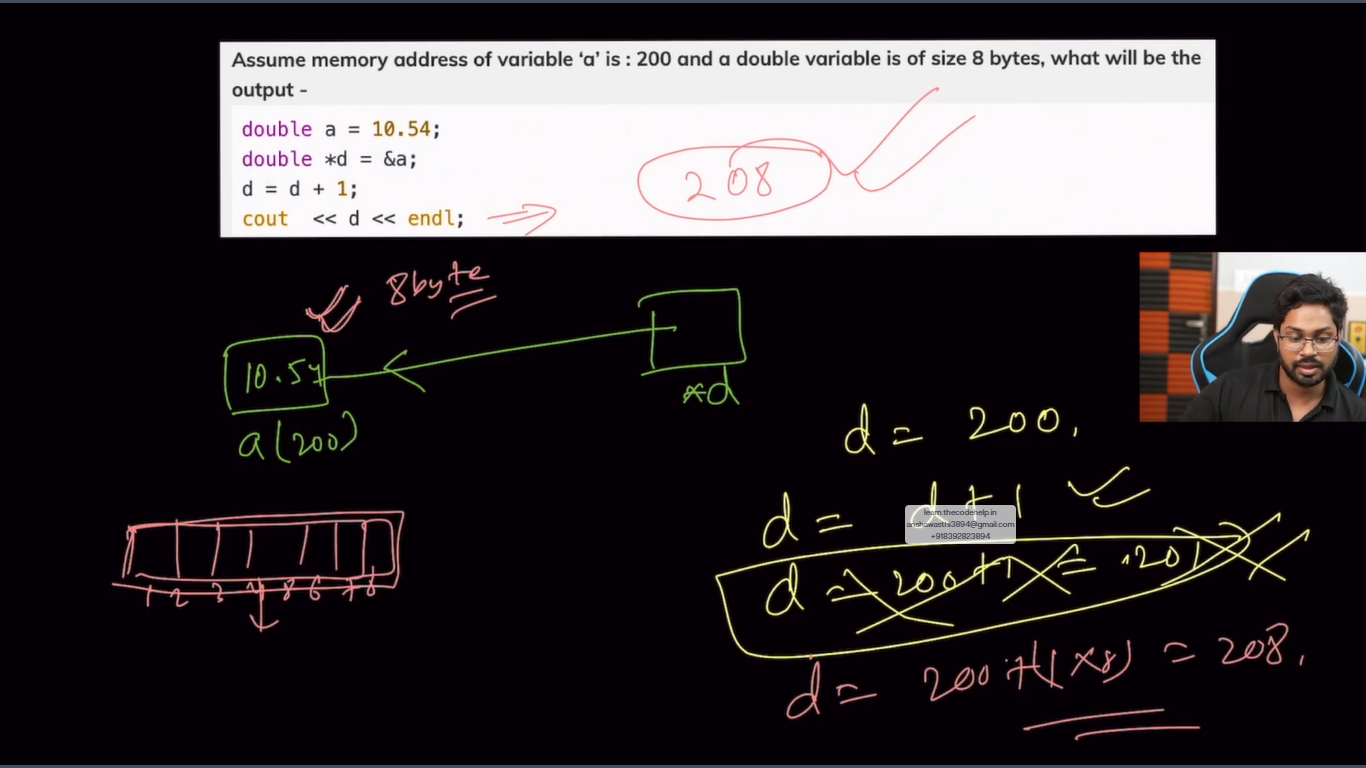 Assume memory address of variable ‘a’ is : 200 and a double variable is of size 8 bytes, what will be the
output -
double a = 10.54;
double *d = &a;
d = d + 1;
cout << d << endl;
208
8byte
10.54
a(200)
*d
d = 200.
d = d + 1
learn.thecodehelp.in
anshawasthi3894@gmail.com
+918392823894
d = 200 + 1 = 201
1 2 3 4 8 6 7 8
d = 200 + (1 x 8) = 208.